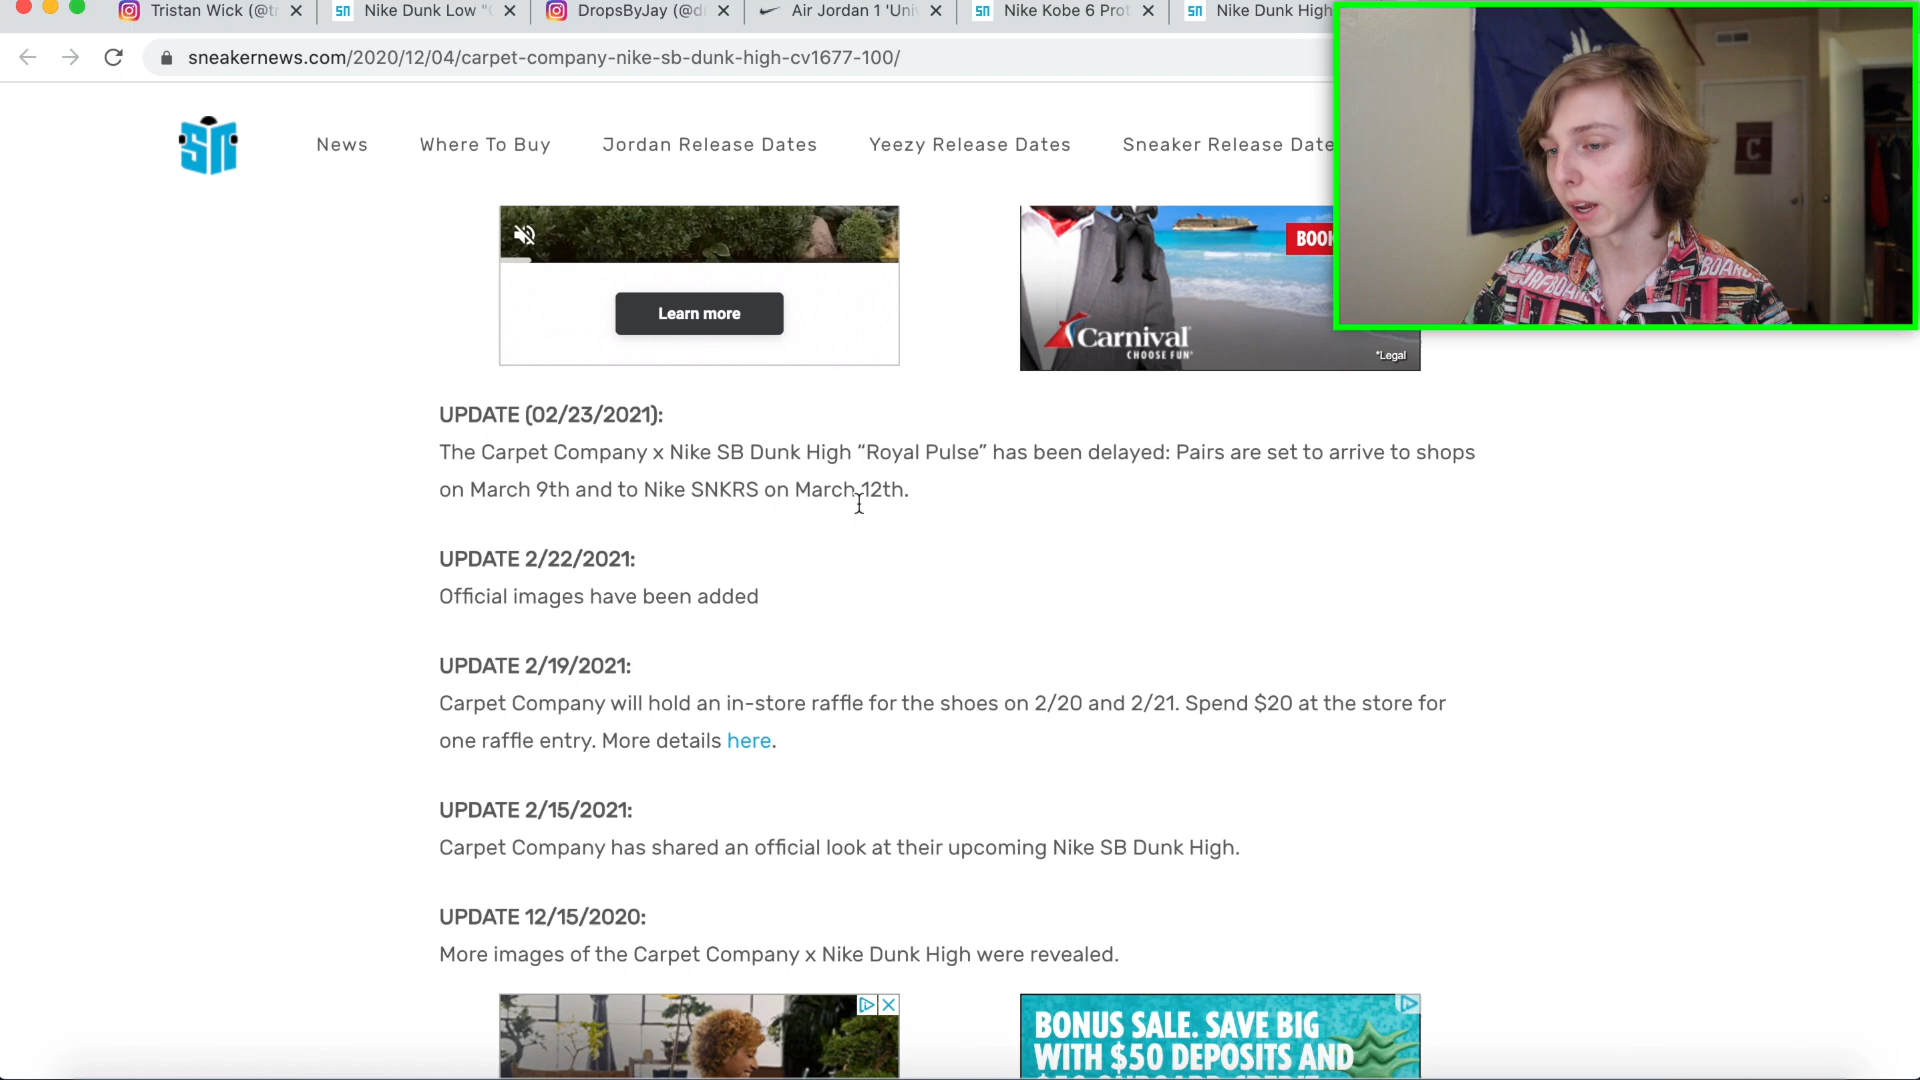 Tristan Wick (@tr
Nike Dunk Low "C
DropsByJay (@d
Air Jordan 1 'Uni
Nike Kobe 6 Prot
Nike Dunk High
sneakernews.com/2020/12/04/carpet-company-nike-sb-dunk-high-cv1677-100/
sn
News
Where To Buy
Jordan Release Dates
Yeezy Release Dates
Sneaker Release Date
C
BOARD
BOOK
Learn more
Carnival
CHOOSE FUN
*Legal
UPDATE (02/23/2021):
The Carpet Company x Nike SB Dunk High “Royal Pulse” has been delayed: Pairs are set to arrive to shops
on March 9th and to Nike SNKRS on March 12th.
UPDATE 2/22/2021:
Official images have been added
UPDATE 2/19/2021:
Carpet Company will hold an in-store raffle for the shoes on 2/20 and 2/21. Spend $20 at the store for
one raffle entry. More details here.
UPDATE 2/15/2021:
Carpet Company has shared an official look at their upcoming Nike SB Dunk High.
UPDATE 12/15/2020:
More images of the Carpet Company x Nike Dunk High were revealed.
BONUS SALE. SAVE BIG
WITH $50 DEPOSITS AND